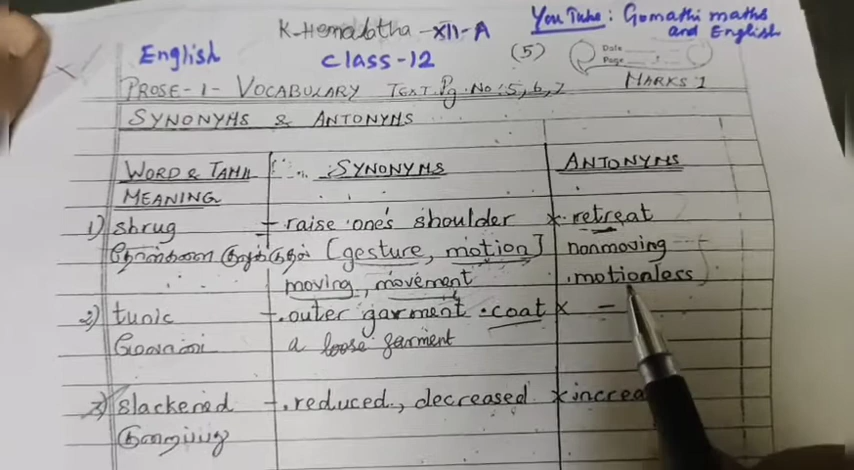 K. Hemalatha - XII - A
YouTube: Gomathi maths
and English
English
Class-12
(5)
Date
Page
PROSE-1 - VOCABULARY TEXT. Pg. NO: 5, 6, 7 MARKS 1
SYNONYMS & ANTONYMS
WORD & TAMIL SYNONYMS ANTONYMS
MEANING
1) shrug - raise one's shoulder × retreat
[gesture, motion] nonmoving
moving, movement motionless
2) tunic - outer garment coat × -
a loose garment
3) slackened - reduced, decreased × increa